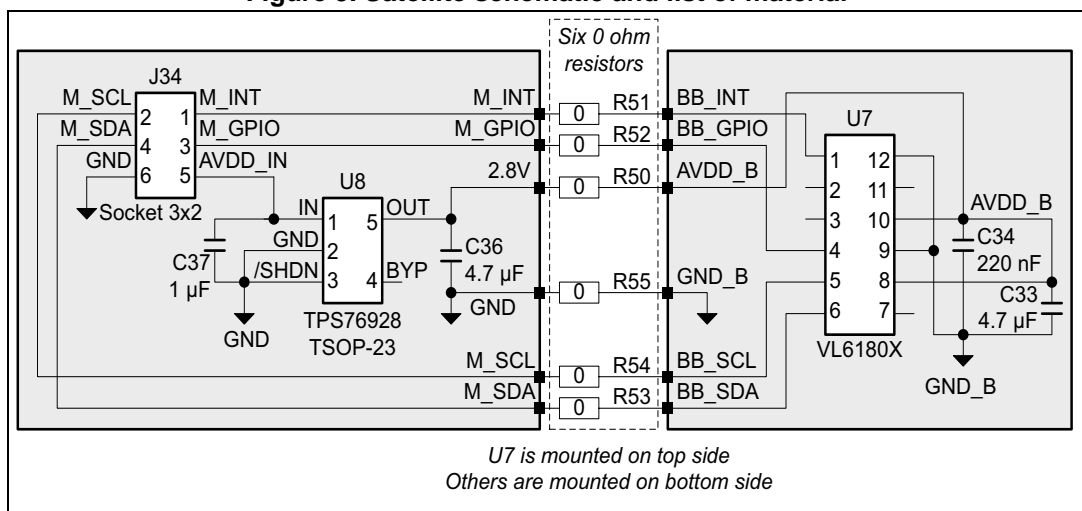 Figure 3. Satellite schematic and list of material
Six 0 ohm
resistors
J34
M_SCL 2 1 M_INT
M_SDA 4 3 M_GPIO
GND 6 5 AVDD_IN
Socket 3x2
U8
IN 1 5 OUT
GND 2
/SHDN 3 4 BYP
TPS76928
TSOP-23
C37
1 µF
GND
C36
4.7 µF
GND
M_INT 0 R51 BB_INT
M_GPIO 0 R52 BB_GPIO
2.8V 0 R50 AVDD_B
0 R55 GND_B
M_SCL 0 R54 BB_SCL
M_SDA 0 R53 BB_SDA
U7
1 12
2 11
3 10
4 9
5 8
6 7
VL6180X
AVDD_B
C34
220 nF
C33
4.7 µF
GND_B
U7 is mounted on top side
Others are mounted on bottom side